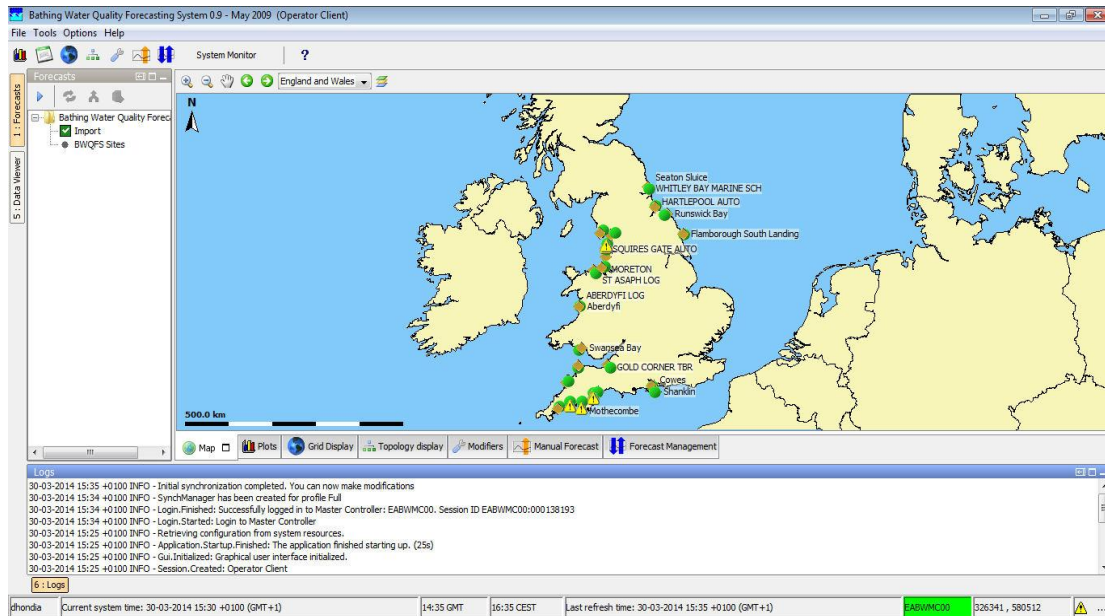 Bathing Water Quality Forecasting System 0.9 - May 2009 (Operator Client)
File Tools Options Help
System Monitor ?
1 : Forecasts
5 : Data Viewer
Forecasts
Bathing Water Quality Foreca
Import
BWQFS Sites
England and Wales
N
Seaton Sluice
WHITLEY BAY MARINE SCH
HARTLEPOOL AUTO
Runswick Bay
Flamborough South Landing
SQUIRES GATE AUTO
MORETON
ST ASAPH LOG
ABERDYFI LOG
Aberdyfi
Swansea Bay
GOLD CORNER TBR
Cowes
Shanklin
Mothecombe
500.0 km
Map Plots Grid Display Topology display Modifiers Manual Forecast Forecast Management
Logs
30-03-2014 15:35 +0100 INFO - Initial synchronization completed. You can now make modifications
30-03-2014 15:34 +0100 INFO - SynchManager has been created for profile Full
30-03-2014 15:34 +0100 INFO - Login.Finished: Successfully logged in to Master Controller: EABWMC00. Session ID EABWMC00:000138193
30-03-2014 15:34 +0100 INFO - Login.Started: Login to Master Controller
30-03-2014 15:25 +0100 INFO - Retrieving configuration from system resources.
30-03-2014 15:25 +0100 INFO - Application.Startup.Finished: The application finished starting up. (25s)
30-03-2014 15:25 +0100 INFO - Gui.Initialized: Graphical user interface initialized.
30-03-2014 15:25 +0100 INFO - Session.Created: Operator Client
6 : Logs
dhondia Current system time: 30-03-2014 15:30 +0100 (GMT+1) 14:35 GMT 16:35 CEST Last refresh time: 30-03-2014 15:35 +0100 (GMT+1) EABWMC00 326341 , 580512 ...